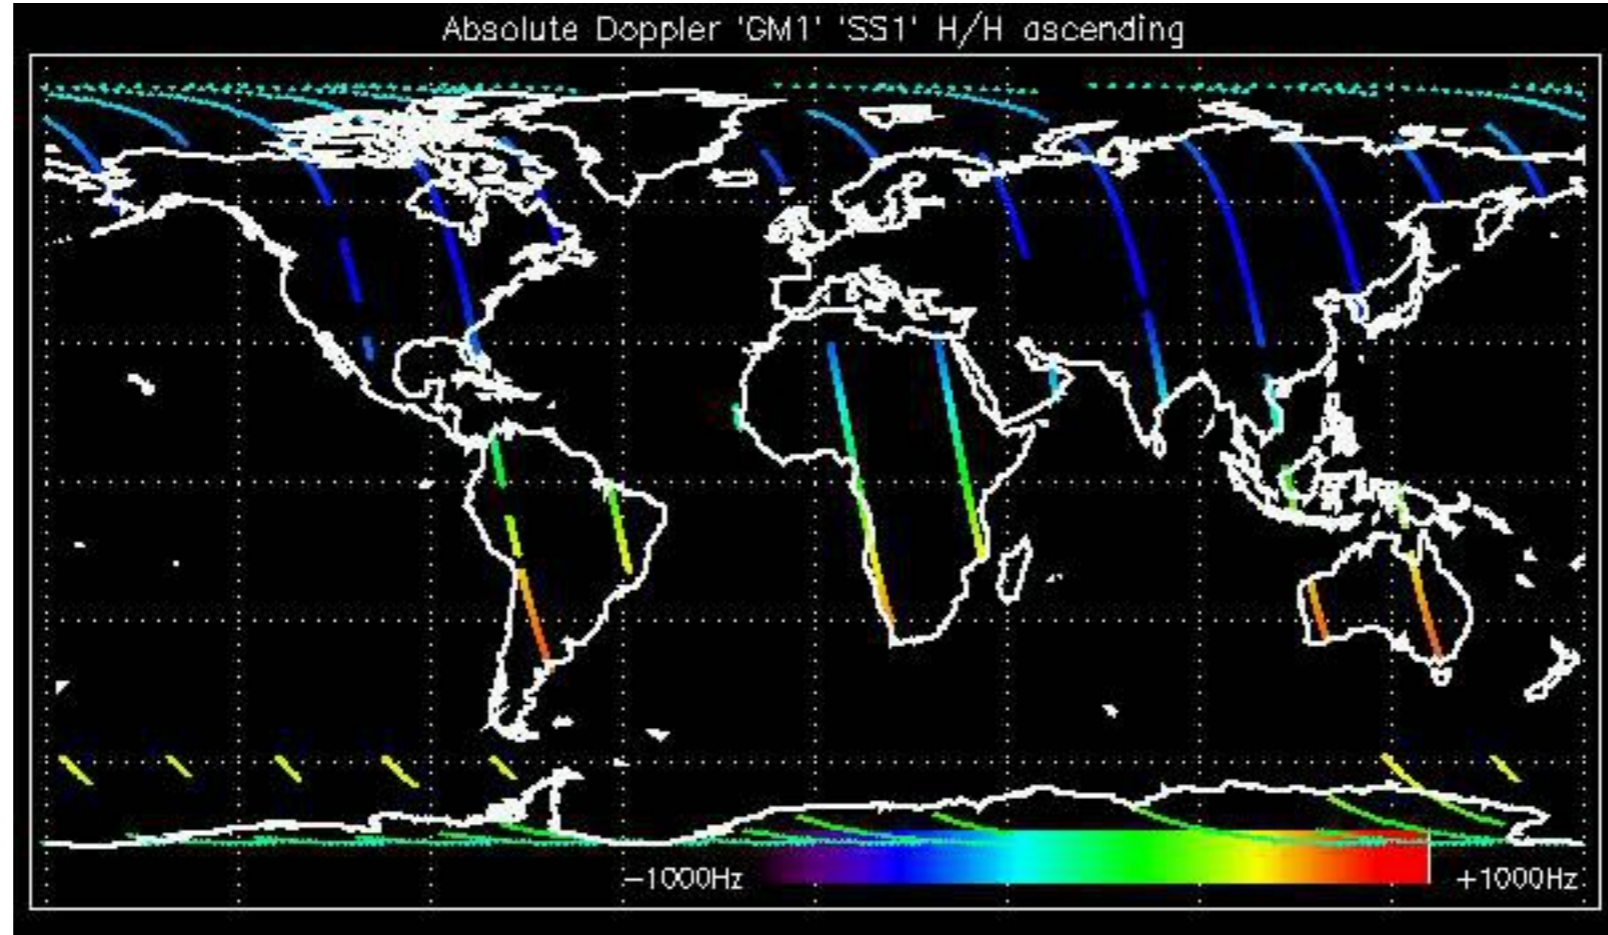 Absolute Doppler 'GM1' 'SS1' H/H ascending
−1000Hz
+1000Hz